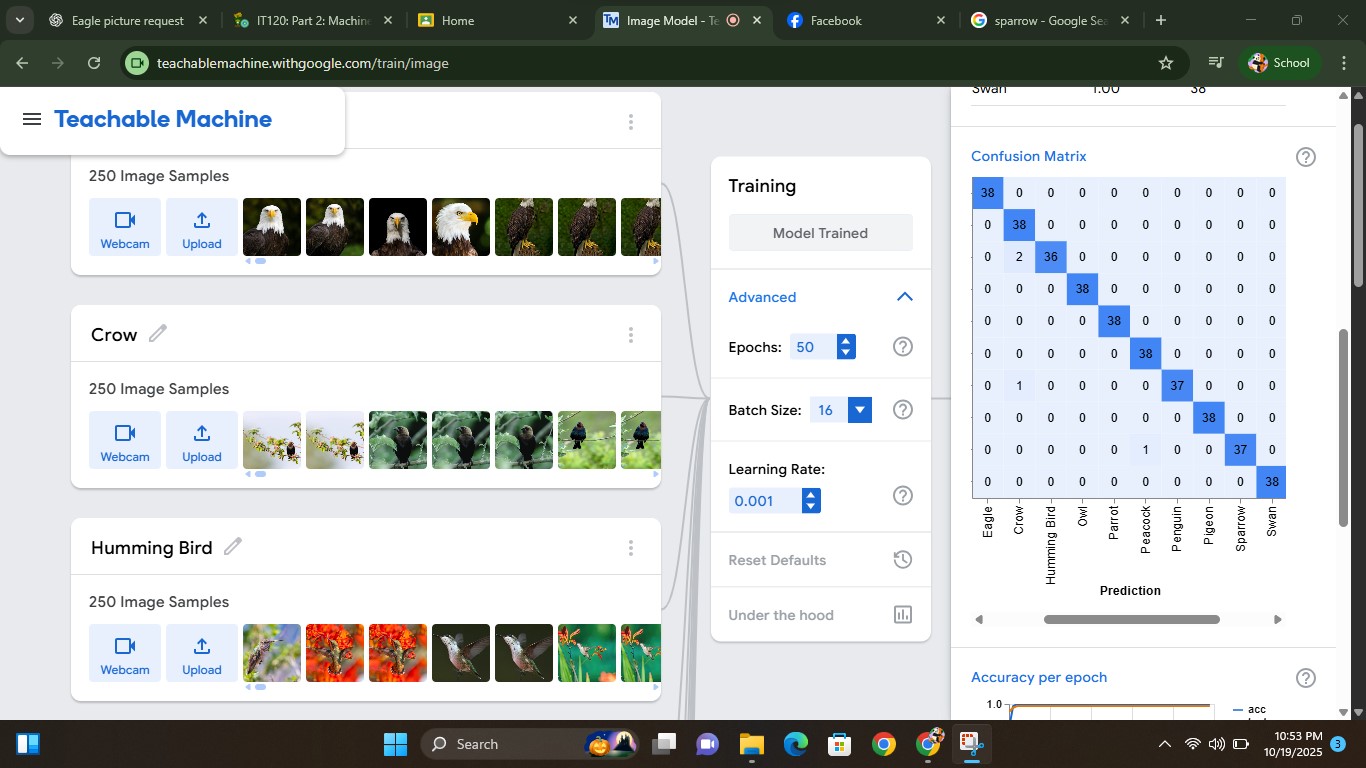 Eagle picture request
IT120: Part 2: Machine
Home
Image Model - Te
Facebook
sparrow - Google Sea
teachablemachine.withgoogle.com/train/image
School
Teachable Machine
250 Image Samples
Webcam
Upload
Crow
250 Image Samples
Webcam
Upload
Humming Bird
250 Image Samples
Webcam
Upload
Training
Model Trained
Advanced
Epochs: 50
Batch Size: 16
Learning Rate:
0.001
Reset Defaults
Under the hood
Swan 1.00 38
Confusion Matrix
38 0 0 0 0 0 0 0 0 0
0 38 0 0 0 0 0 0 0 0
0 2 36 0 0 0 0 0 0 0
0 0 0 38 0 0 0 0 0 0
0 0 0 0 38 0 0 0 0 0
0 0 0 0 0 38 0 0 0 0
0 1 0 0 0 0 37 0 0 0
0 0 0 0 0 0 0 38 0 0
0 0 0 0 0 1 0 0 37 0
0 0 0 0 0 0 0 0 0 38
Eagle
Crow
Humming Bird
Owl
Parrot
Peacock
Penguin
Pigeon
Sparrow
Swan
Prediction
Accuracy per epoch
1.0
acc
Search
10:53 PM
10/19/2025
3